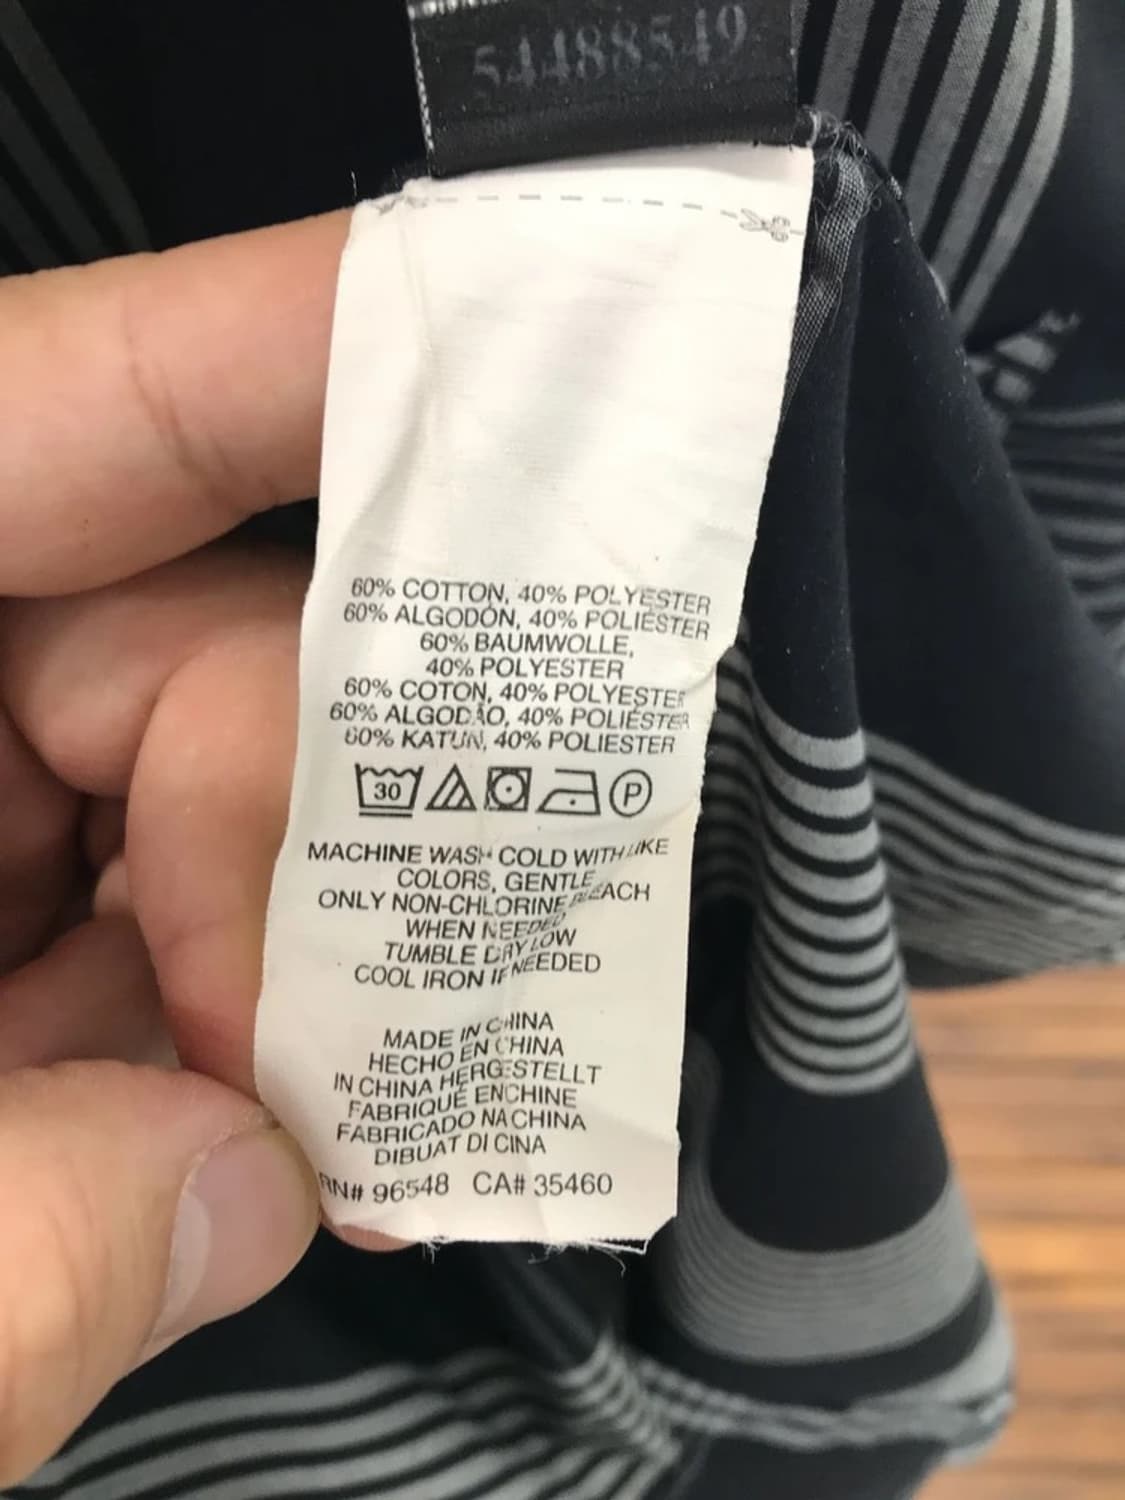 54488549
60% COTTON, 40% POLYESTER
60% ALGODÓN, 40% POLIÉSTER
60% BAUMWOLLE,
40% POLYESTER
60% COTON, 40% POLYESTER
60% ALGODÃO, 40% POLIÉSTER
60% KATUN, 40% POLIESTER
30 P
MACHINE WASH COLD WITH LIKE
COLORS, GENTLE
ONLY NON-CHLORINE BLEACH
WHEN NEEDED
TUMBLE DRY LOW
COOL IRON IF NEEDED
MADE IN CHINA
HECHO EN CHINA
IN CHINA HERGESTELLT
FABRIQUÉ EN CHINE
FABRICADO NA CHINA
DIBUAT DI CINA
RN# 96548 CA# 35460